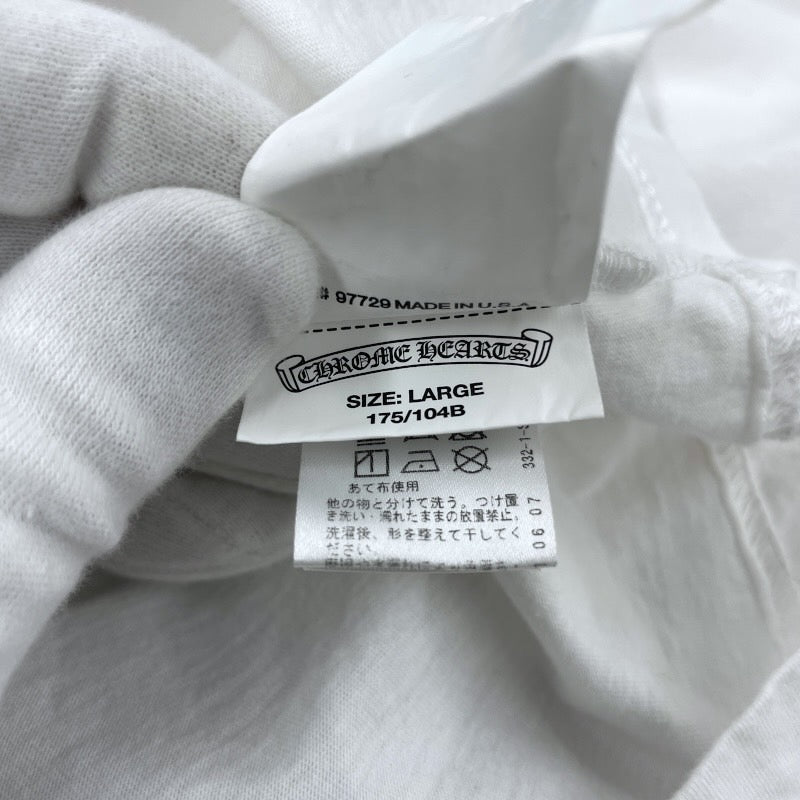 # 97729 MADE IN U.S.A.
CHROME HEARTS
SIZE: LARGE
175/104B
332-1-S
あて布使用
他の物と分けて洗う。つけ置
き洗い・濡れたままの放置禁止。
洗濯後、形を整えて干してく
ださい。
1 06 07